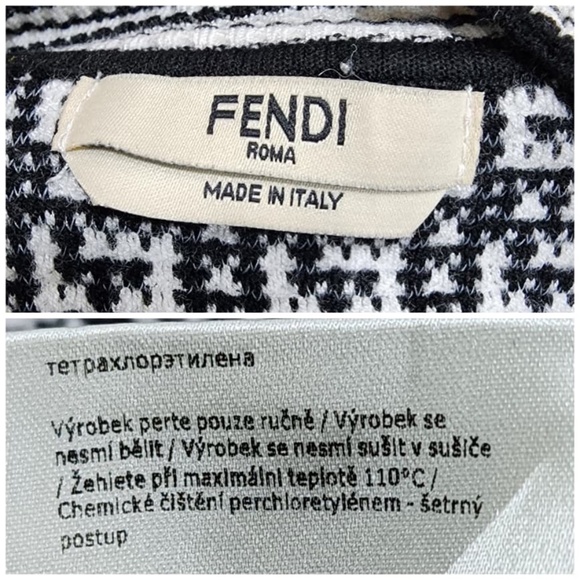 FENDI
ROMA
MADE IN ITALY
тетрахлорэтилена
Výrobek perte pouze ručně / Výrobek se
nesmí bělit / Výrobek se nesmí sušit v sušiče
/ Žehlete při maximální teplotě 110°C /
Chemické čištění perchloretylénem - šetrný
postup